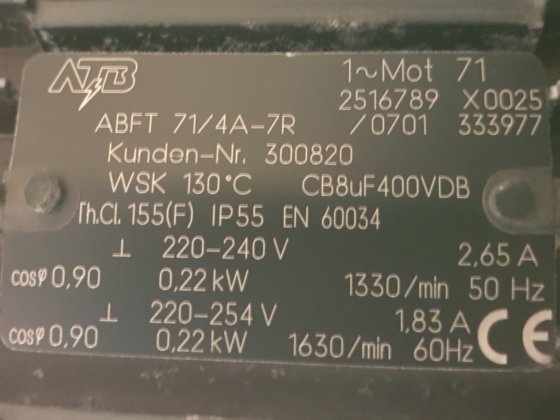 ATB 1~Mot 71
2516789 X0025
ABFT 71/4A-7R /0701 333977
Kunden-Nr. 300820
WSK 130°C CB8uF400VDB
Th.Cl. 155(F) IP55 EN 60034
⊥ 220-240 V 2,65 A
cosφ 0,90 0,22 kW 1330/min 50 Hz
⊥ 220-254 V 1,83 A
cosφ 0,90 0,22 kW 1630/min 60Hz CE